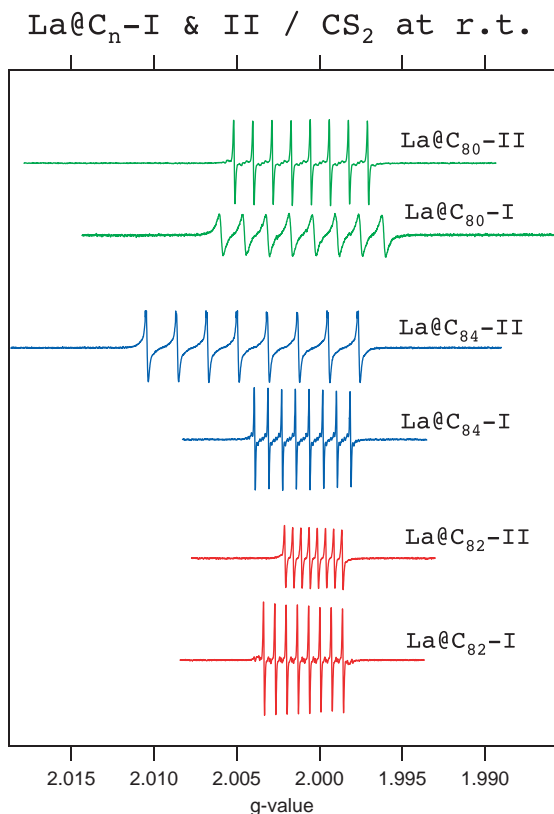 La@Cₙ-I & II / CS₂ at r.t.
La@C₈₀-II
La@C₈₀-I
La@C₈₄-II
La@C₈₄-I
La@C₈₂-II
La@C₈₂-I
2.015 2.010 2.005 2.000 1.995 1.990
g-value